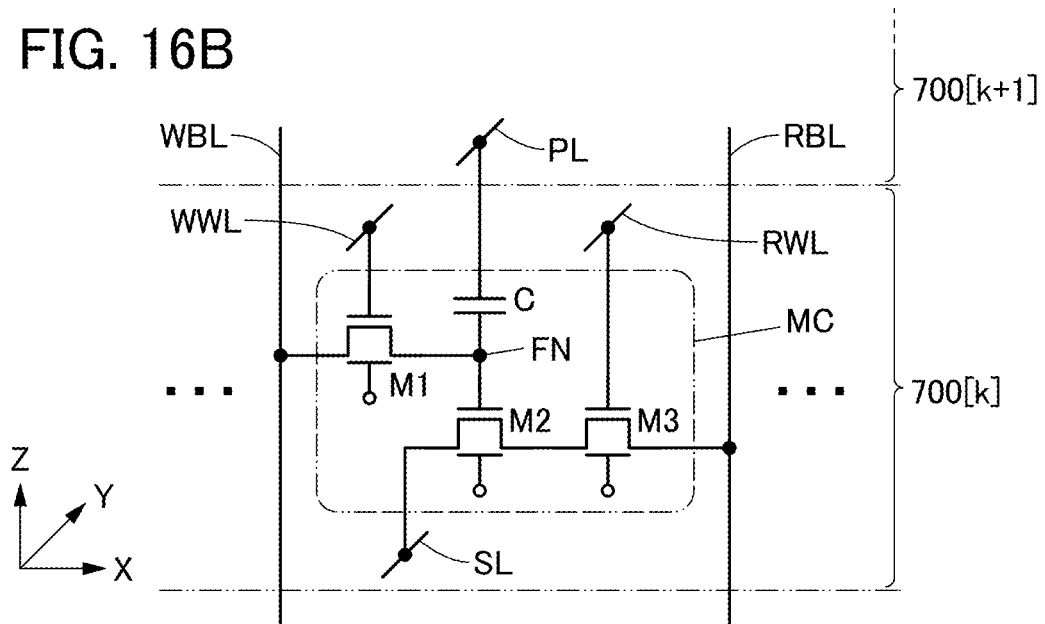 FIG. 16B
700[k+1]
WBL
PL
RBL
WWL
RWL
C
MC
FN
M1
. . .
. . .
700[k]
M2
M3
Z
Y
X
SL